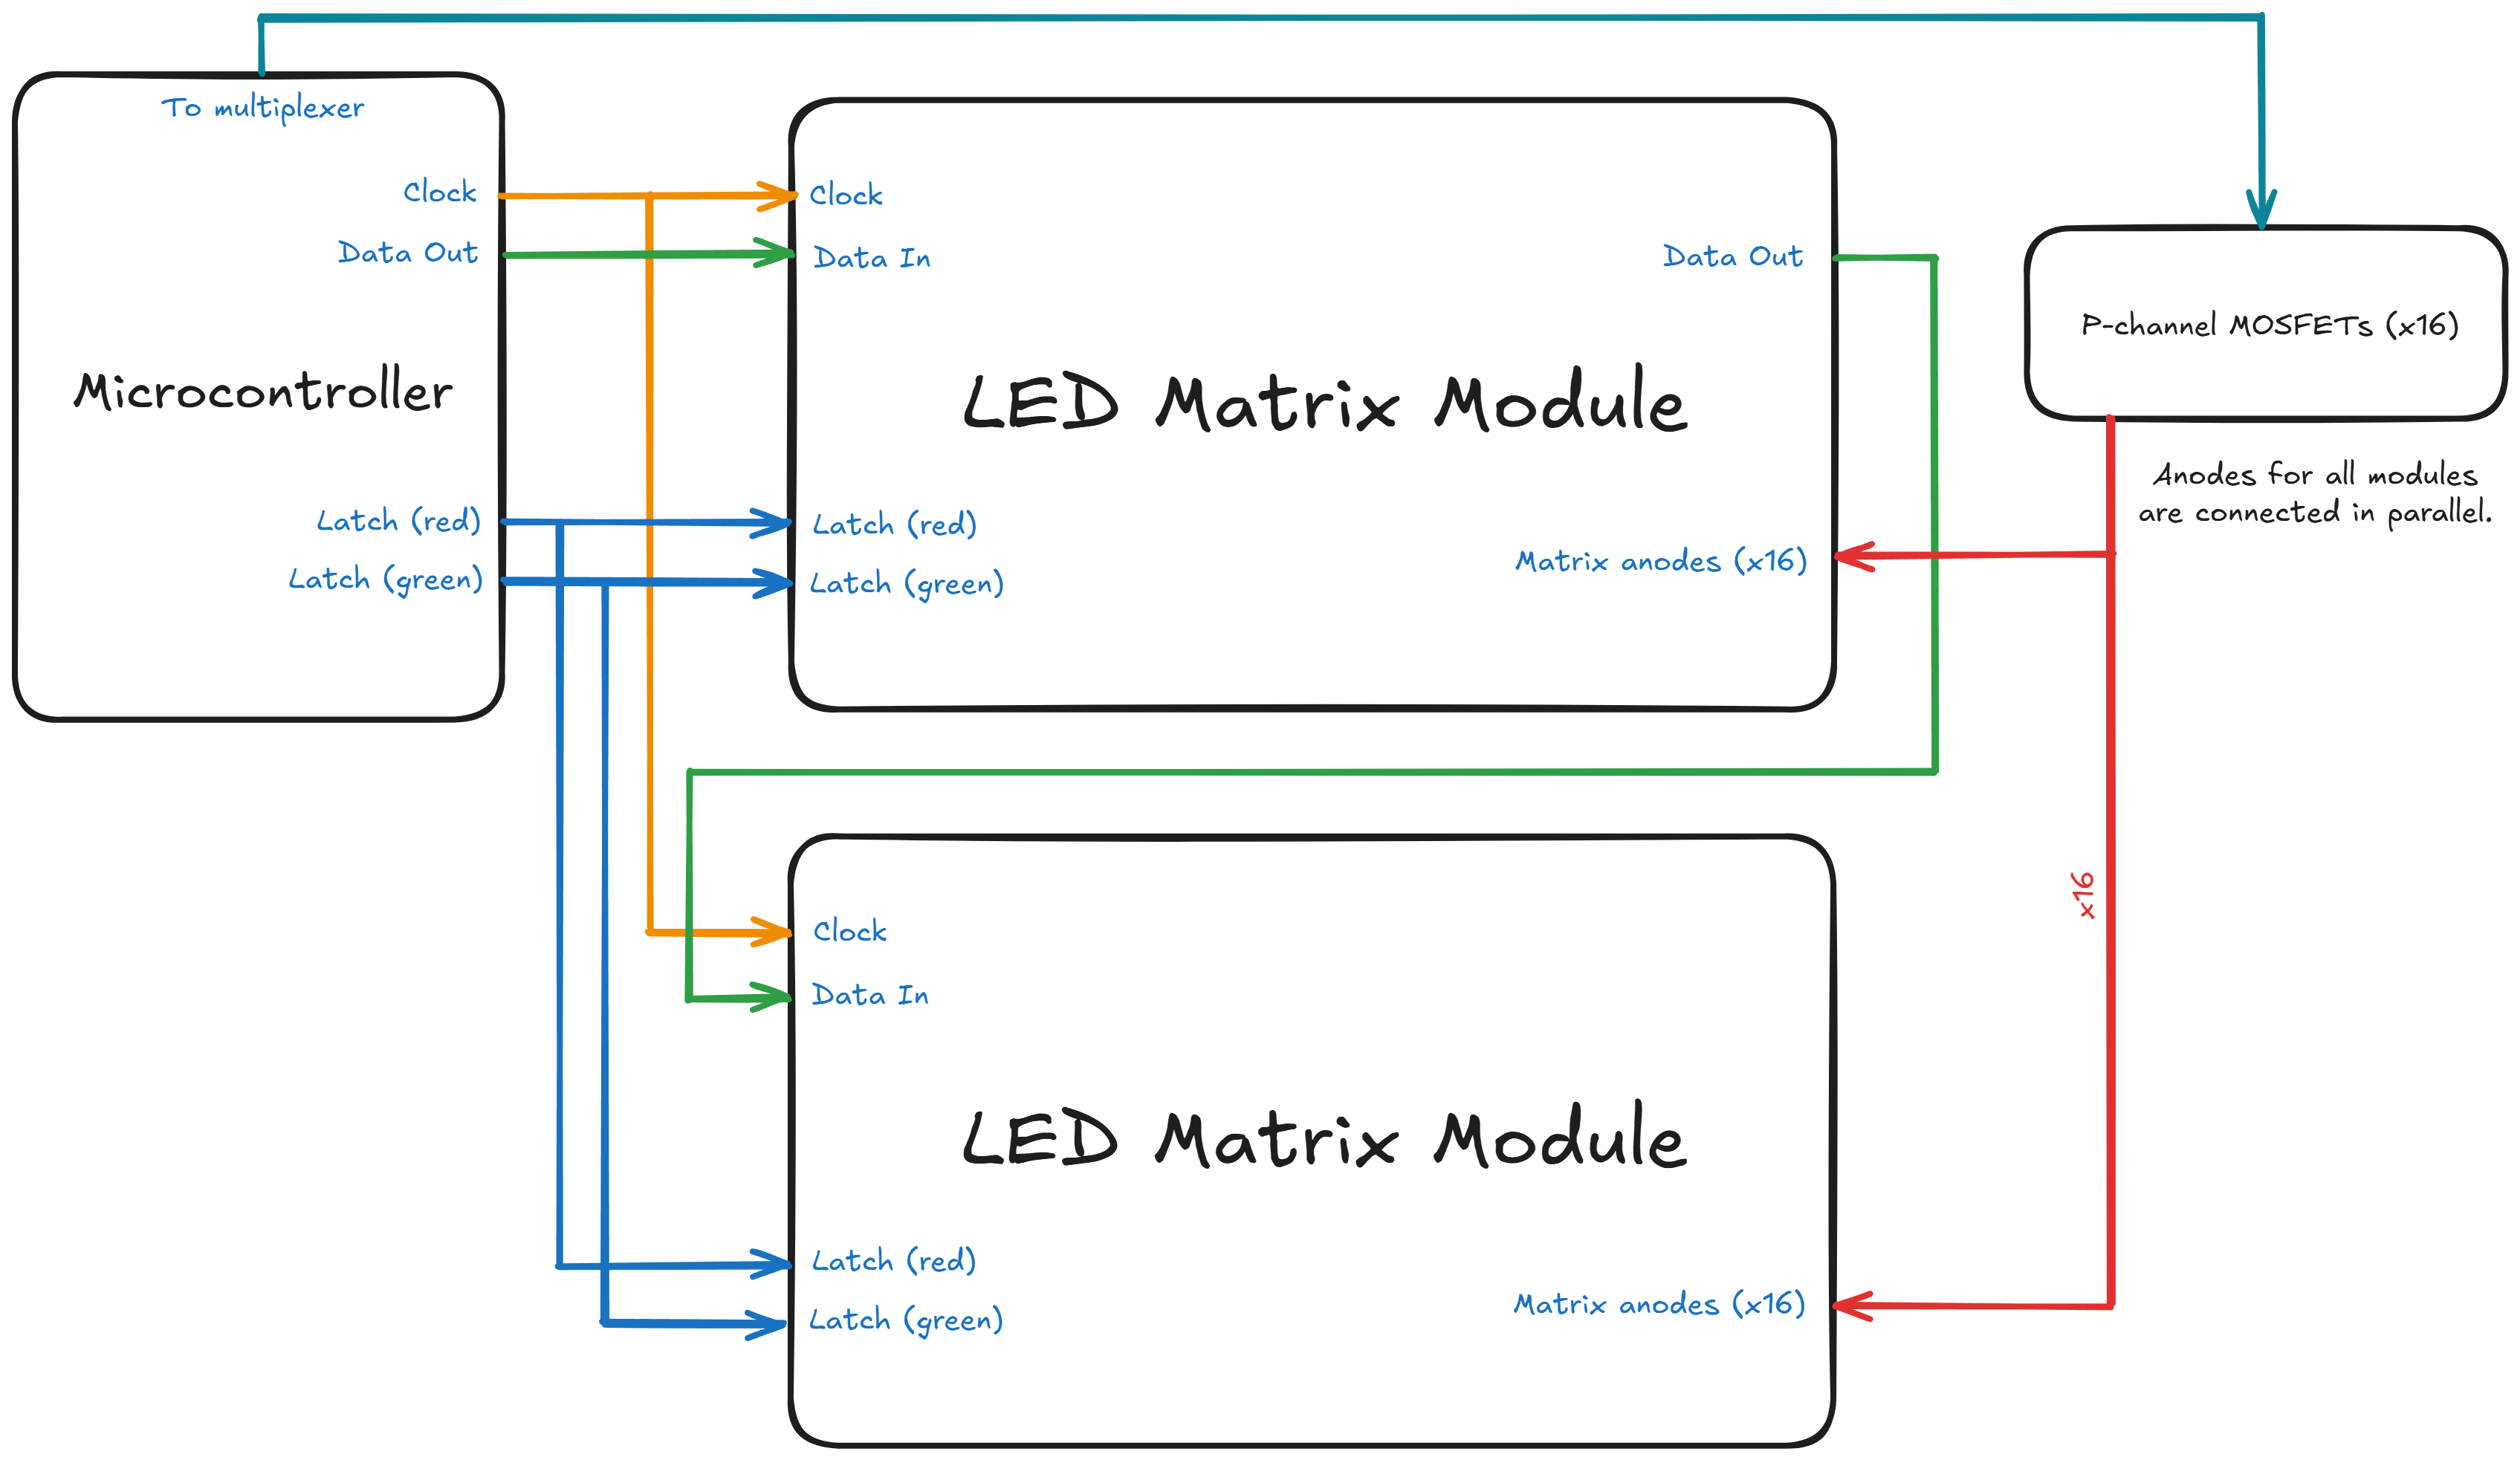 To multiplexer
Clock
Data Out
Microcontroller
Latch (red)
Latch (green)
Clock
Data In
Data Out
LED Matrix Module
Latch (red)
Latch (green)
Matrix anodes (x16)
P-channel MOSFETs (x16)
Anodes for all modules
are connected in parallel.
x16
Clock
Data In
LED Matrix Module
Latch (red)
Latch (green)
Matrix anodes (x16)